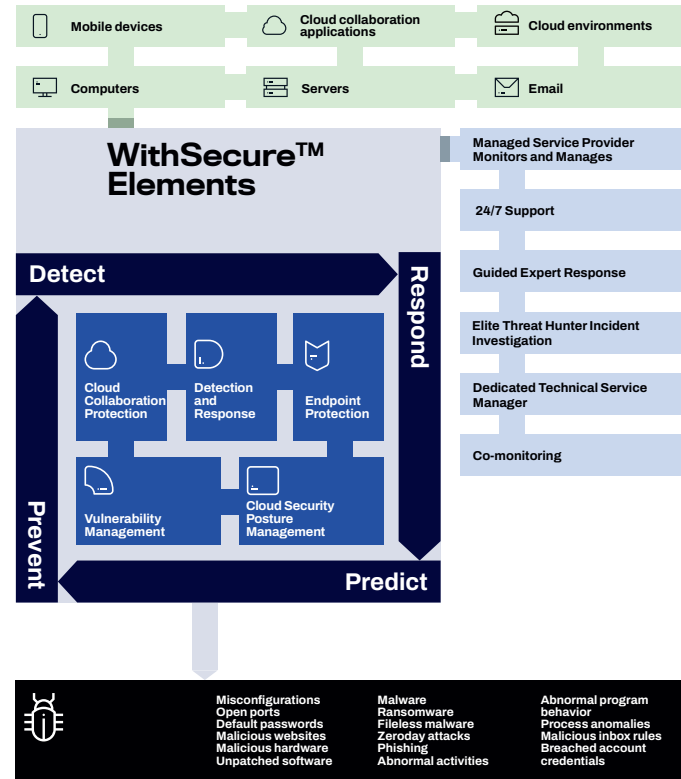 Mobile devices
Cloud collaboration
applications
Cloud environments
Computers
Servers
Email
WithSecure™
Elements
Managed Service Provider
Monitors and Manages
24/7 Support
Guided Expert Response
Elite Threat Hunter Incident
Investigation
Dedicated Technical Service
Manager
Co-monitoring
Detect
Respond
Cloud
Collaboration
Protection
Detection
and
Response
Endpoint
Protection
Vulnerability
Management
Cloud Security
Posture
Management
Prevent
Predict
Misconfigurations
Open ports
Default passwords
Malicious websites
Malicious hardware
Unpatched software
Malware
Ransomware
Fileless malware
Zeroday attacks
Phishing
Abnormal activities
Abnormal program
behavior
Process anomalies
Malicious inbox rules
Breached account
credentials